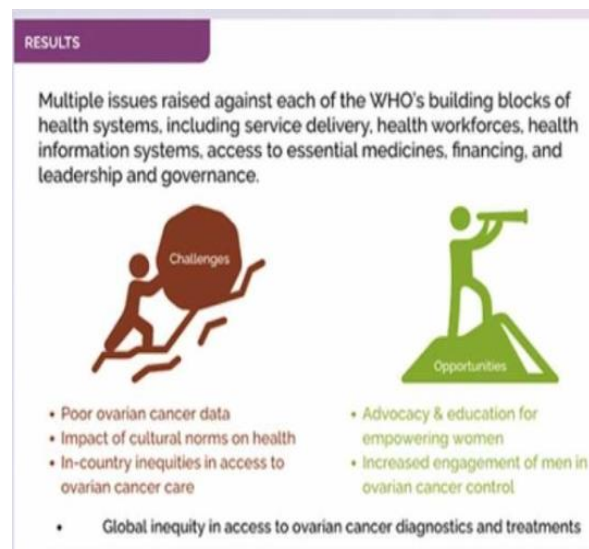 RESULTS
Multiple issues raised against each of the WHO's building blocks of
health systems, including service delivery, health workforces, health
information systems, access to essential medicines, financing, and
leadership and governance.
Challenges
Opportunities
• Poor ovarian cancer data
• Impact of cultural norms on health
• In-country inequities in access to
ovarian cancer care
• Advocacy & education for
empowering women
• Increased engagement of men in
ovarian cancer control
• Global inequity in access to ovarian cancer diagnostics and treatments